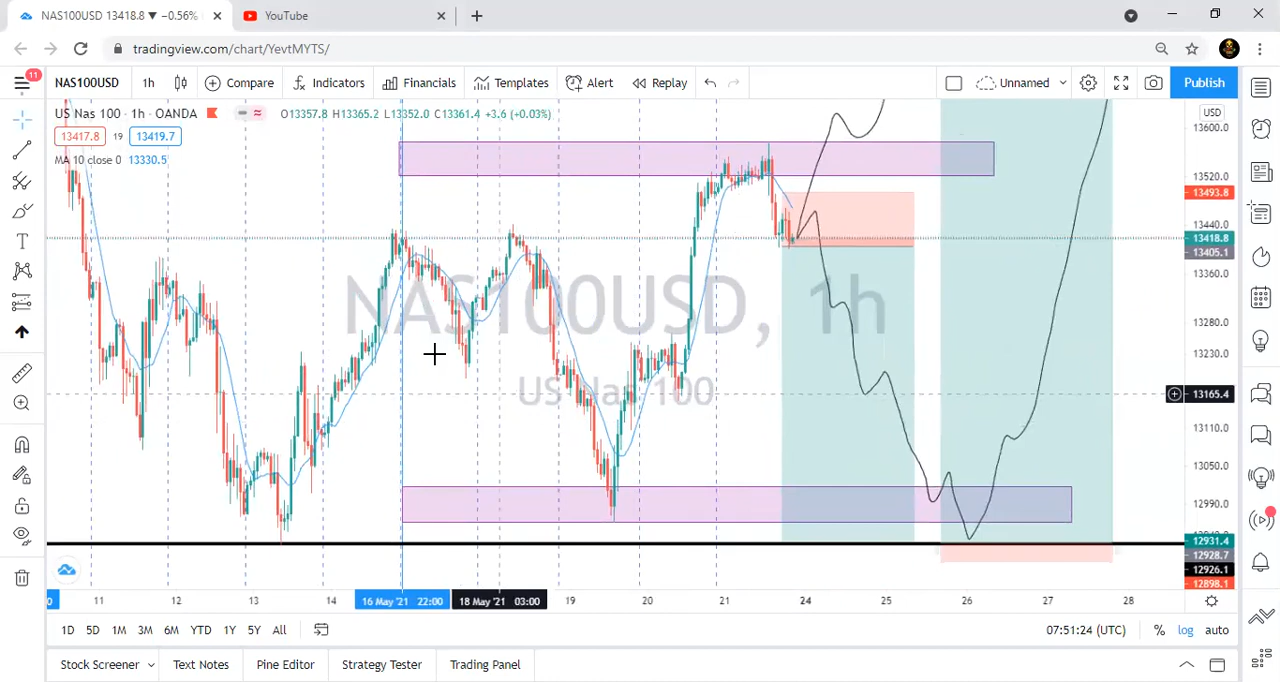 NAS100USD 13418.8 ▼ −0.56%
YouTube
tradingview.com/chart/YevtMYTS/
11
NAS100USD 1h Compare Indicators Financials Templates Alert Replay Unnamed Publish
US Nas 100 · 1h · OANDA O13357.8 H13365.2 L13352.0 C13361.4 +3.6 (+0.03%)
USD
13417.8 19 13419.7
MA 10 close 0 13330.5
13600.0
13520.0
13493.8
13440.0
13418.8
13405.1
13360.0
13280.0
13230.0
13165.4
13110.0
13050.0
12990.0
12931.4
12928.7
12926.1
12898.1
NAS100USD, 1h
US Nas 100
0 11 12 13 14 16 May '21 22:00 18 May '21 03:00 19 20 21 24 25 26 27 28
1D 5D 1M 3M 6M YTD 1Y 5Y All 07:51:24 (UTC) % log auto
Stock Screener Text Notes Pine Editor Strategy Tester Trading Panel